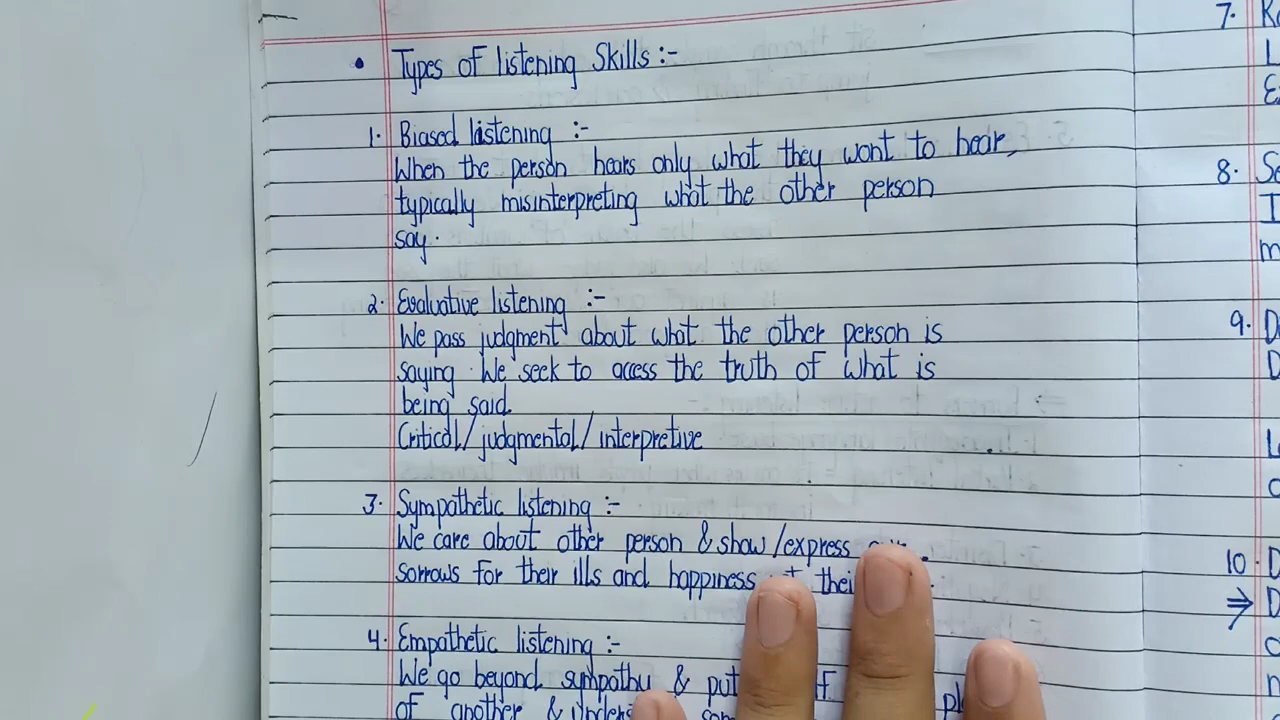 • Types of listening Skills :-
1. Biased listening :-
When the person hears only what they want to hear,
typically misinterpreting what the other person
say.
2. Evaluative listening :-
We pass judgment about what the other person is
saying. We seek to access the truth of what is
being said.
Critical/judgmental/interpretive
3. Sympathetic listening :-
We care about other person & show/express
sorrows for their ills and happiness
4. Empathetic listening :-
We go beyond sympathy & put
of another &
7.
8.
9.
10.
⇒